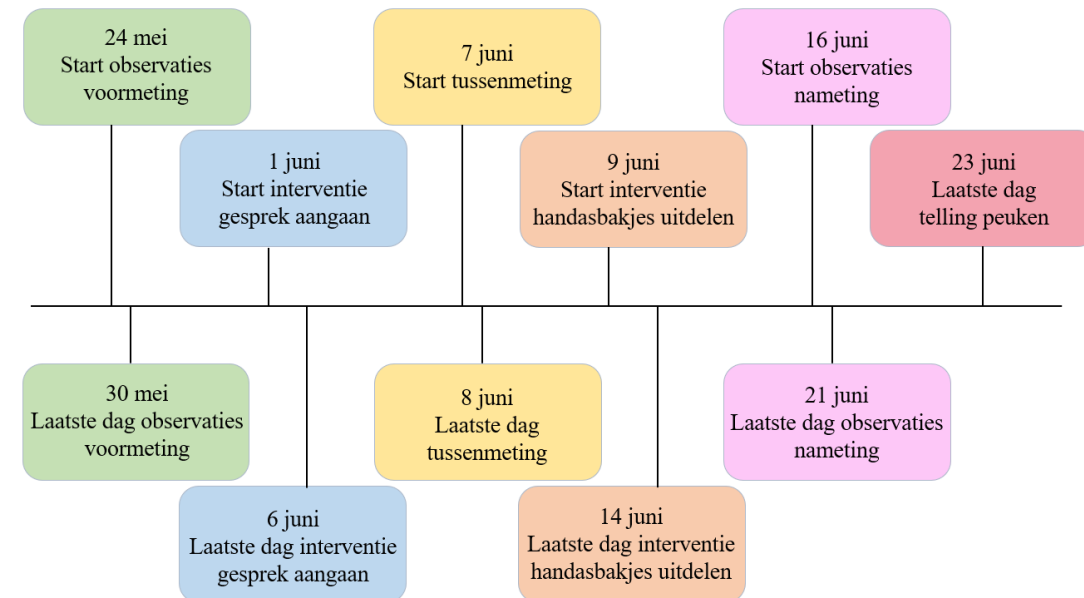 24 mei
Start observaties
voormeting
1 juni
Start interventie
gesprek aangaan
7 juni
Start tussenmeting
9 juni
Start interventie
handasbakjes uitdelen
16 juni
Start observaties
nameting
23 juni
Laatste dag
telling peuken
30 mei
Laatste dag observaties
voormeting
6 juni
Laatste dag interventie
gesprek aangaan
8 juni
Laatste dag
tussenmeting
14 juni
Laatste dag interventie
handasbakjes uitdelen
21 juni
Laatste dag observaties
nameting